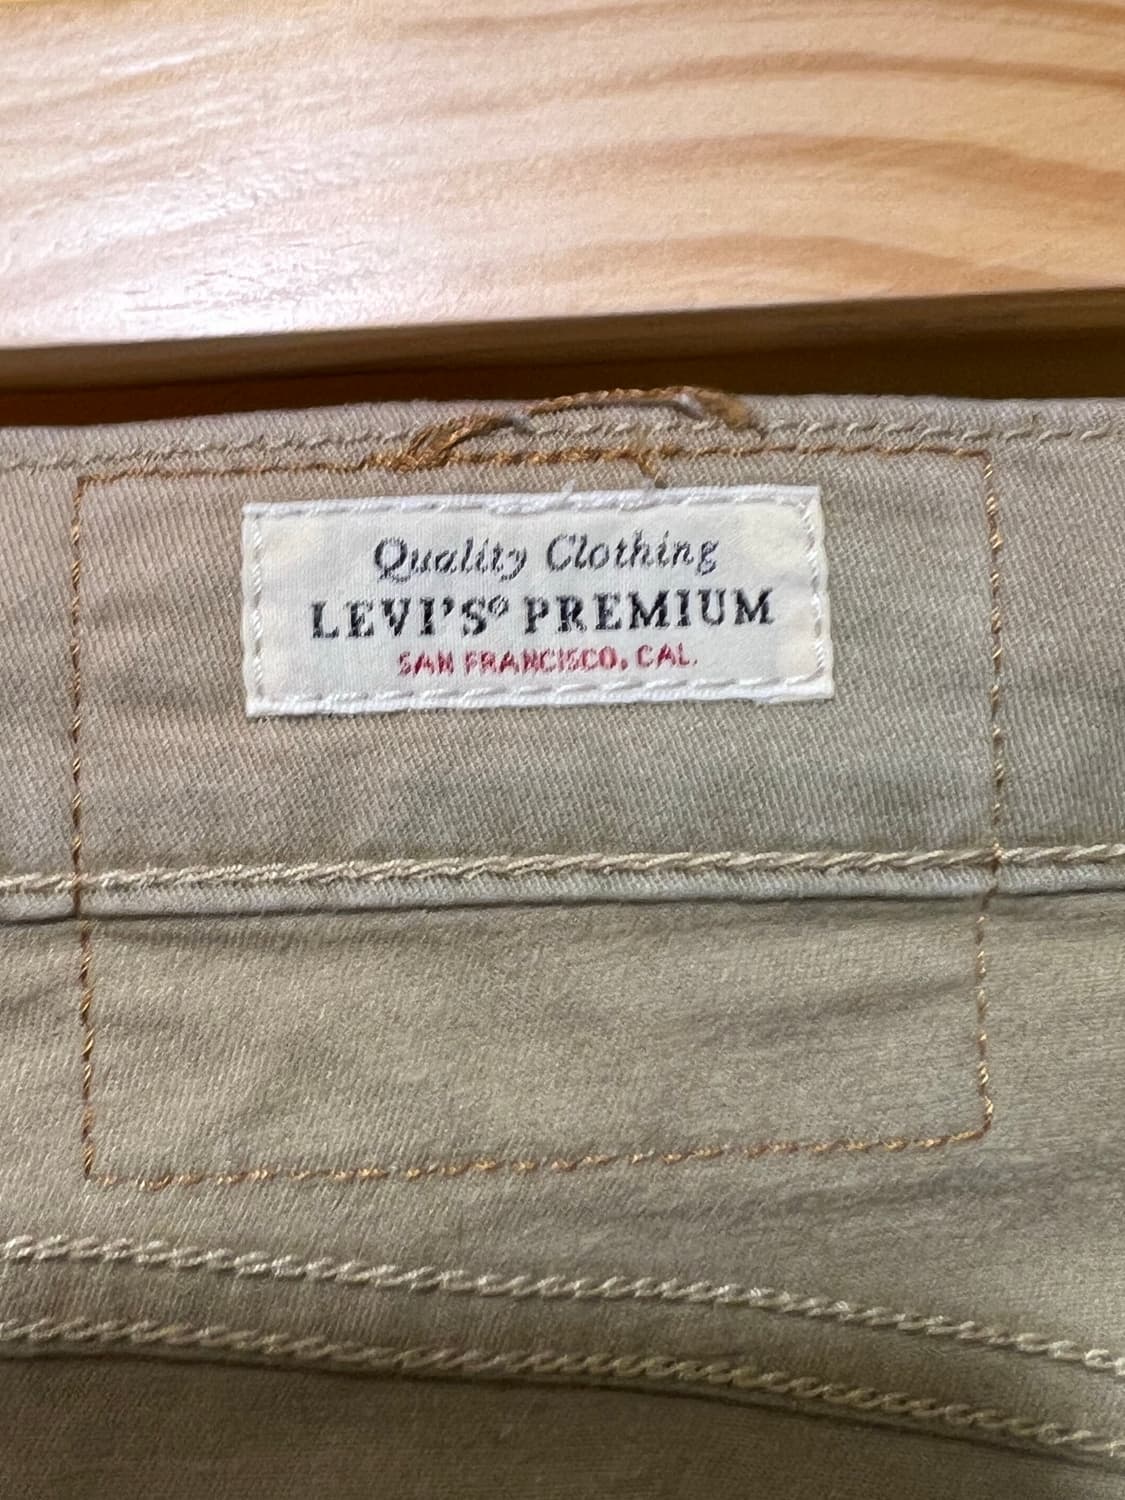 Quality Clothing
LEVI'S® PREMIUM
SAN FRANCISCO, CAL.